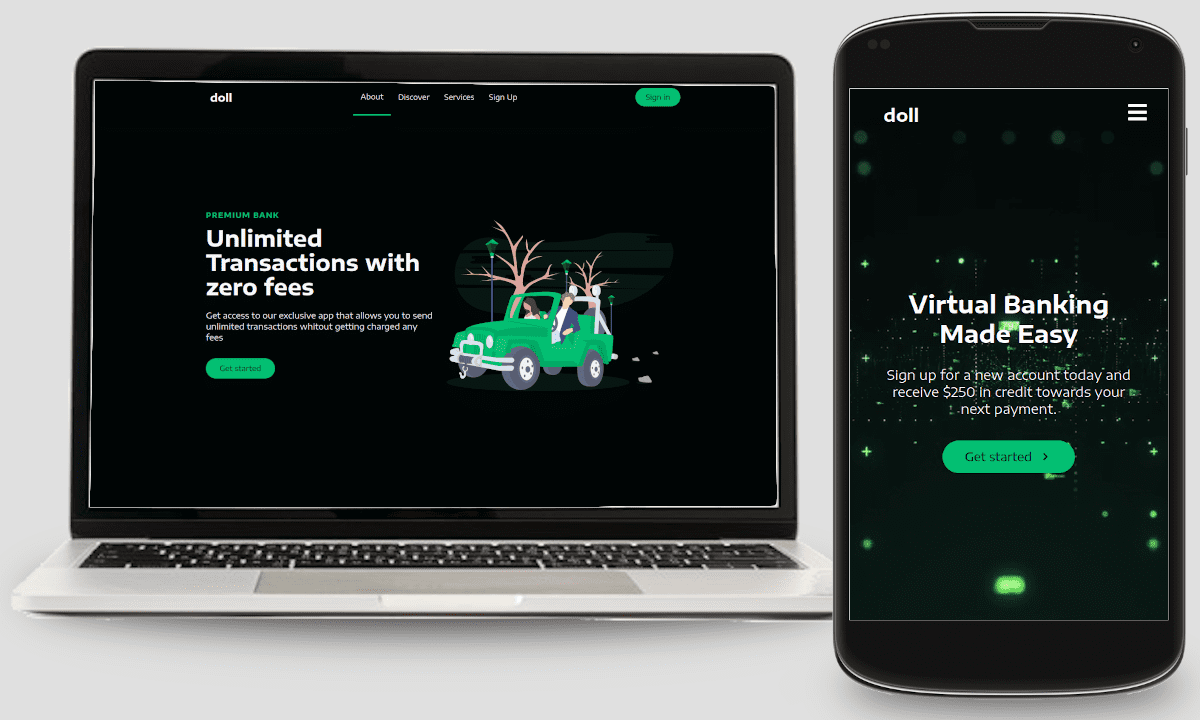 doll
About Discover Services Sign Up
Sign in
PREMIUM BANK
Unlimited
Transactions with
zero fees
Get access to our exclusive app that allows you to send
unlimited transactions whitout getting charged any
fees
Get started
doll
Virtual Banking
Made Easy
Sign up for a new account today and
receive $250 in credit towards your
next payment.
Get started